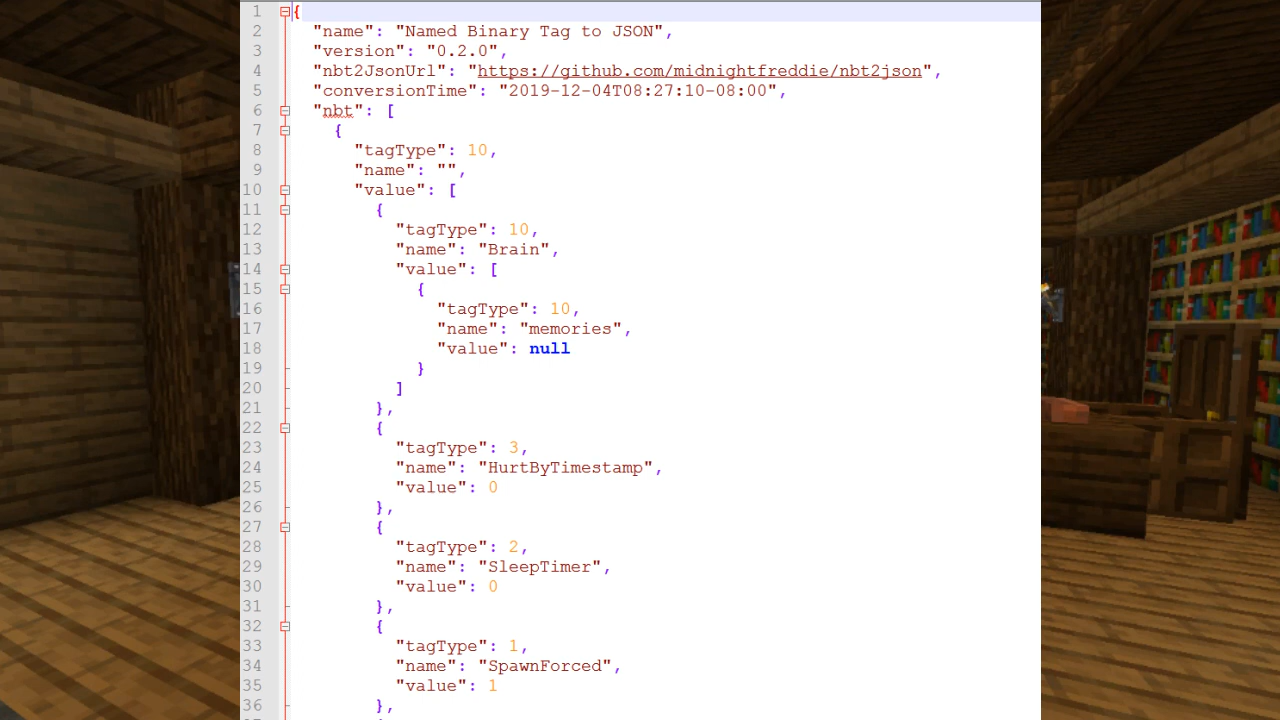 1 {
2 "name": "Named Binary Tag to JSON",
3 "version": "0.2.0",
4 "nbt2JsonUrl": "https://github.com/midnightfreddie/nbt2json",
5 "conversionTime": "2019-12-04T08:27:10-08:00",
6 "nbt": [
7 {
8 "tagType": 10,
9 "name": "",
10 "value": [
11 {
12 "tagType": 10,
13 "name": "Brain",
14 "value": [
15 {
16 "tagType": 10,
17 "name": "memories",
18 "value": null
19 }
20 ]
21 },
22 {
23 "tagType": 3,
24 "name": "HurtByTimestamp",
25 "value": 0
26 },
27 {
28 "tagType": 2,
29 "name": "SleepTimer",
30 "value": 0
31 },
32 {
33 "tagType": 1,
34 "name": "SpawnForced",
35 "value": 1
36 },